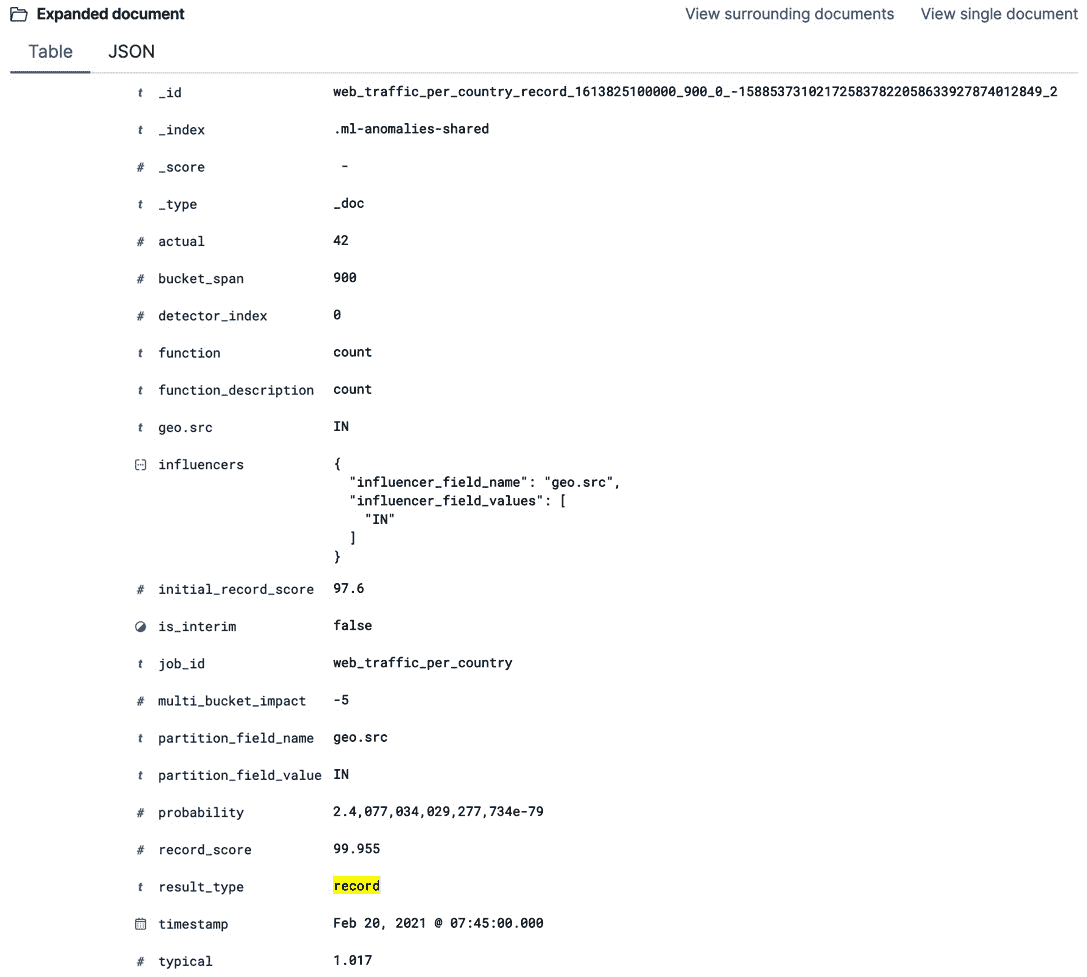 Expanded document View surrounding documents View single document
Table JSON
t _id web_traffic_per_country_record_1613825100000_900_0_-158853731021725837822058633927874012849_2
t _index .ml-anomalies-shared
# _score -
t _type _doc
# actual 42
# bucket_span 900
# detector_index 0
t function count
t function_description count
t geo.src IN
influencers {
"influencer_field_name": "geo.src",
"influencer_field_values": [
"IN"
]
}
# initial_record_score 97.6
is_interim false
t job_id web_traffic_per_country
# multi_bucket_impact -5
t partition_field_name geo.src
t partition_field_value IN
# probability 2.4,077,034,029,277,734e-79
# record_score 99.955
t result_type record
timestamp Feb 20, 2021 @ 07:45:00.000
# typical 1.017